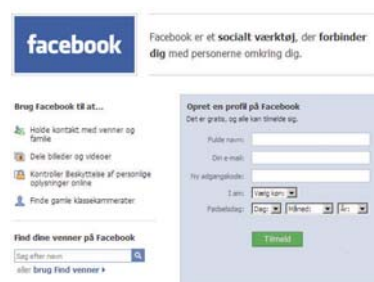 facebook
Facebook er et socialt værktøj, der forbinder
dig med personerne omkring dig.
Brug Facebook til at...
Holde kontakt med venner og
familie
Dele billeder og videoer
Kontroller Beskyttelse af personlige
oplysninger online
Finde gamle klassekammerater
Find dine venner på Facebook
Søg efter navn
eller brug Find venner
Opret en profil på Facebook
Det er gratis, og alle kan tilmelde sig.
Fulde navn:
Din e-mail:
Ny adgangskode:
I am: Vælg køn:
Fødselsdag: Dag: Måned: År:
Tilmeld